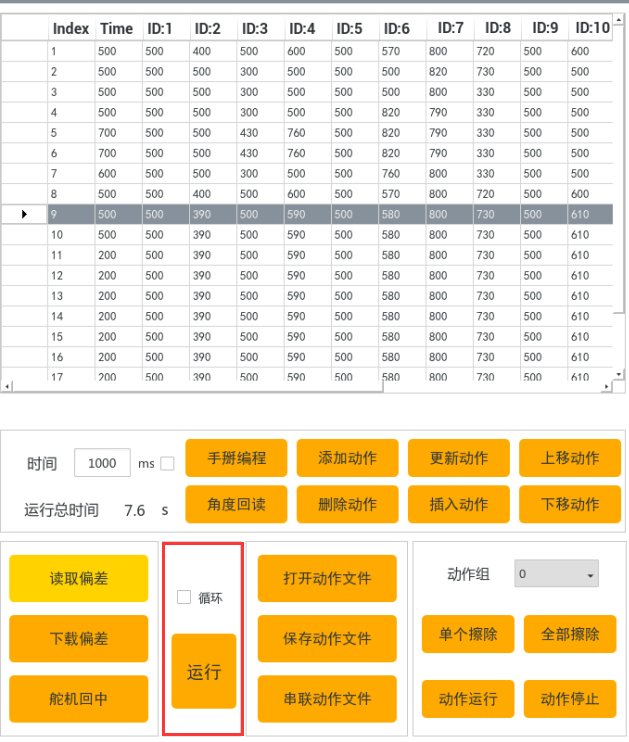 Index Time ID:1 ID:2 ID:3 ID:4 ID:5 ID:6 ID:7 ID:8 ID:9 ID:10
1 500 500 400 500 600 500 570 800 720 500 600
2 500 500 500 300 500 500 500 820 730 500 500
3 500 500 500 300 500 500 500 800 330 500 500
4 500 500 500 300 500 500 820 790 330 500 500
5 700 500 500 430 760 500 820 790 330 500 500
6 700 500 500 430 760 500 820 790 330 500 500
7 600 500 500 300 500 500 760 800 330 500 500
8 500 500 400 500 600 500 570 800 720 500 600
9 500 500 390 500 590 500 580 800 730 500 610
10 500 500 390 500 590 500 580 800 730 500 610
11 200 500 390 500 590 500 580 800 730 500 610
12 200 500 390 500 590 500 580 800 730 500 610
13 200 500 390 500 590 500 580 800 730 500 610
14 200 500 390 500 590 500 580 800 730 500 610
15 200 500 390 500 590 500 580 800 730 500 610
16 200 500 390 500 590 500 580 800 730 500 610
17 200 500 390 500 590 500 580 800 730 500 610
时间 1000 ms 手掰编程 添加动作 更新动作 上移动作
运行总时间 7.6 s 角度回读 删除动作 插入动作 下移动作
读取偏差
下载偏差
舵机回中
循环
运行
打开动作文件
保存动作文件
串联动作文件
动作组 0
单个擦除 全部擦除
动作运行 动作停止